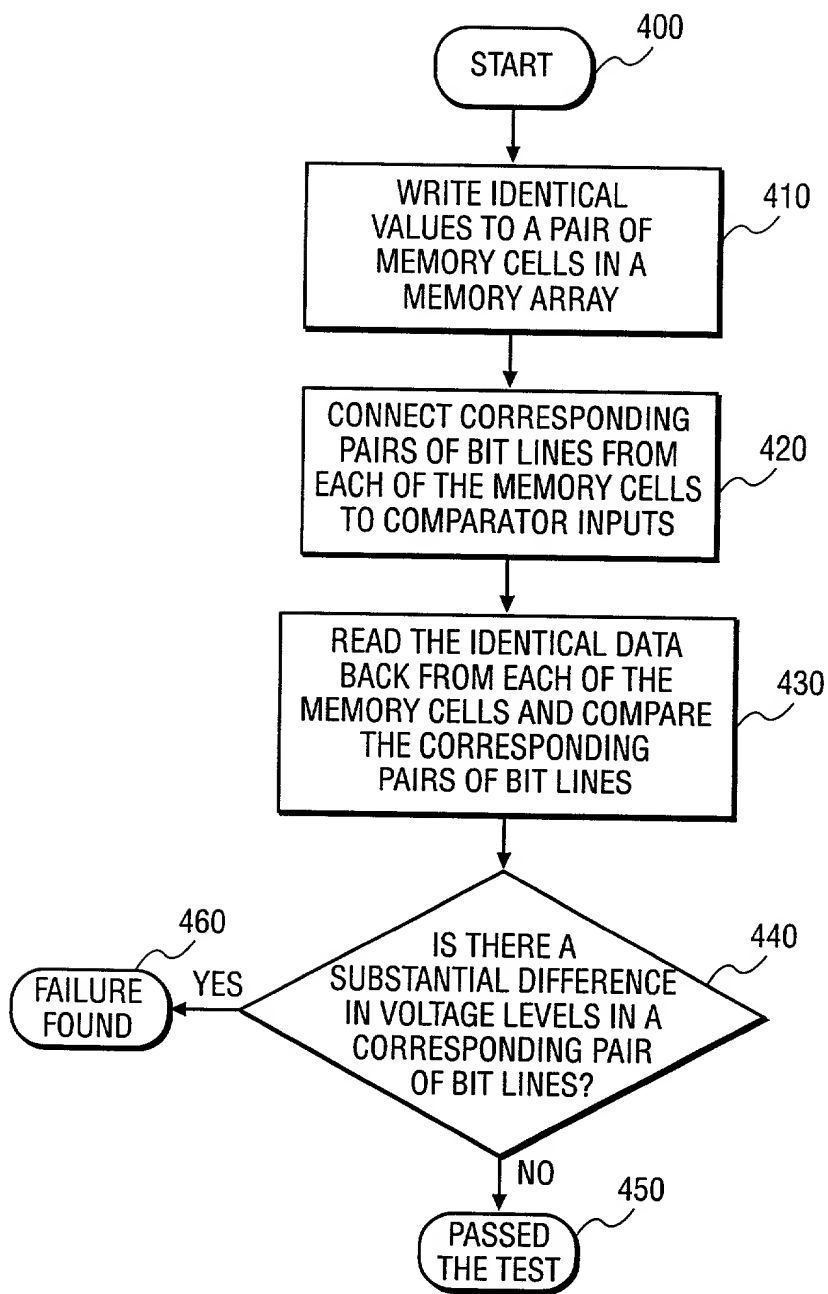 400
START
410
WRITE IDENTICAL
VALUES TO A PAIR OF
MEMORY CELLS IN A
MEMORY ARRAY
420
CONNECT CORRESPONDING
PAIRS OF BIT LINES FROM
EACH OF THE MEMORY CELLS
TO COMPARATOR INPUTS
430
READ THE IDENTICAL DATA
BACK FROM EACH OF THE
MEMORY CELLS AND COMPARE
THE CORRESPONDING
PAIRS OF BIT LINES
440
IS THERE A
SUBSTANTIAL DIFFERENCE
IN VOLTAGE LEVELS IN A
CORRESPONDING PAIR
OF BIT LINES?
460
YES
FAILURE
FOUND
NO
450
PASSED
THE TEST